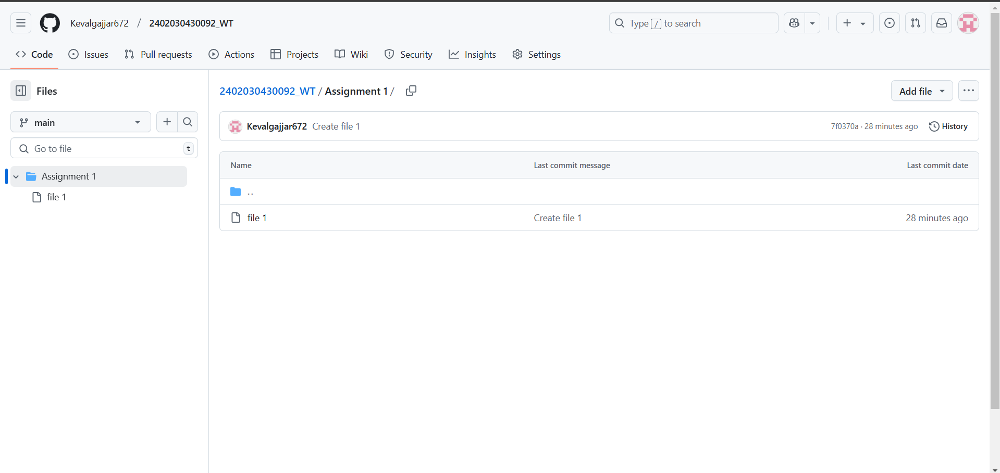 Kevalgajjar672 / 2402030430092_WT
Type / to search
Code Issues Pull requests Actions Projects Wiki Security Insights Settings
Files
2402030430092_WT / Assignment 1 /
Add file
main
Kevalgajjar672 Create file 1
7f0370a · 28 minutes ago
History
Go to file t
Name Last commit message Last commit date
Assignment 1
..
file 1
file 1 Create file 1 28 minutes ago